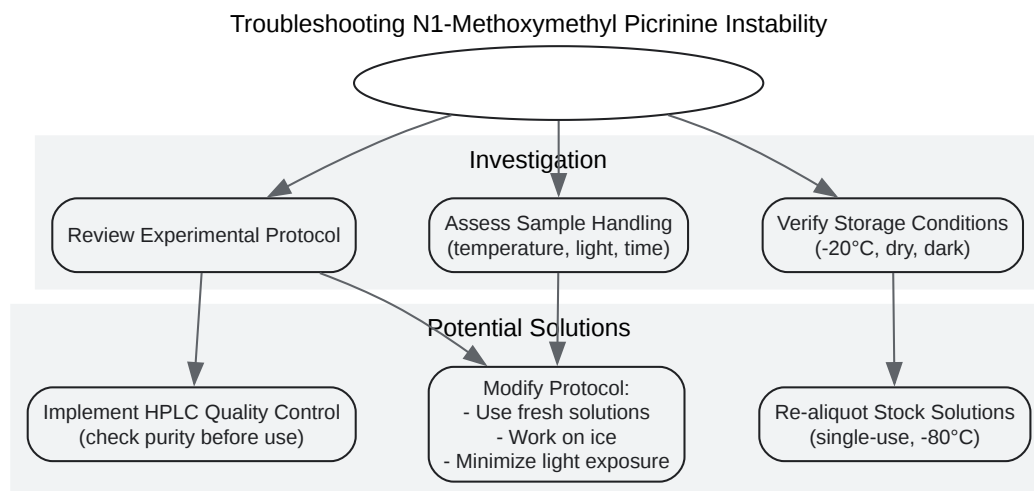 Troubleshooting N1-Methoxymethyl Picrinine Instability
Investigation
Review Experimental Protocol
Assess Sample Handling
(temperature, light, time)
Verify Storage Conditions
(-20°C, dry, dark)
Potential Solutions
Implement HPLC Quality Control
(check purity before use)
Modify Protocol:
- Use fresh solutions
- Work on ice
- Minimize light exposure
Re-aliquot Stock Solutions
(single-use, -80°C)